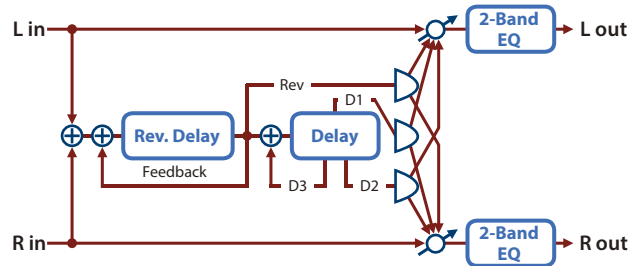 L in
2-Band
EQ
L out
Rev
D1
Rev. Delay
Delay
Feedback
D3
D2
R in
2-Band
EQ
R out